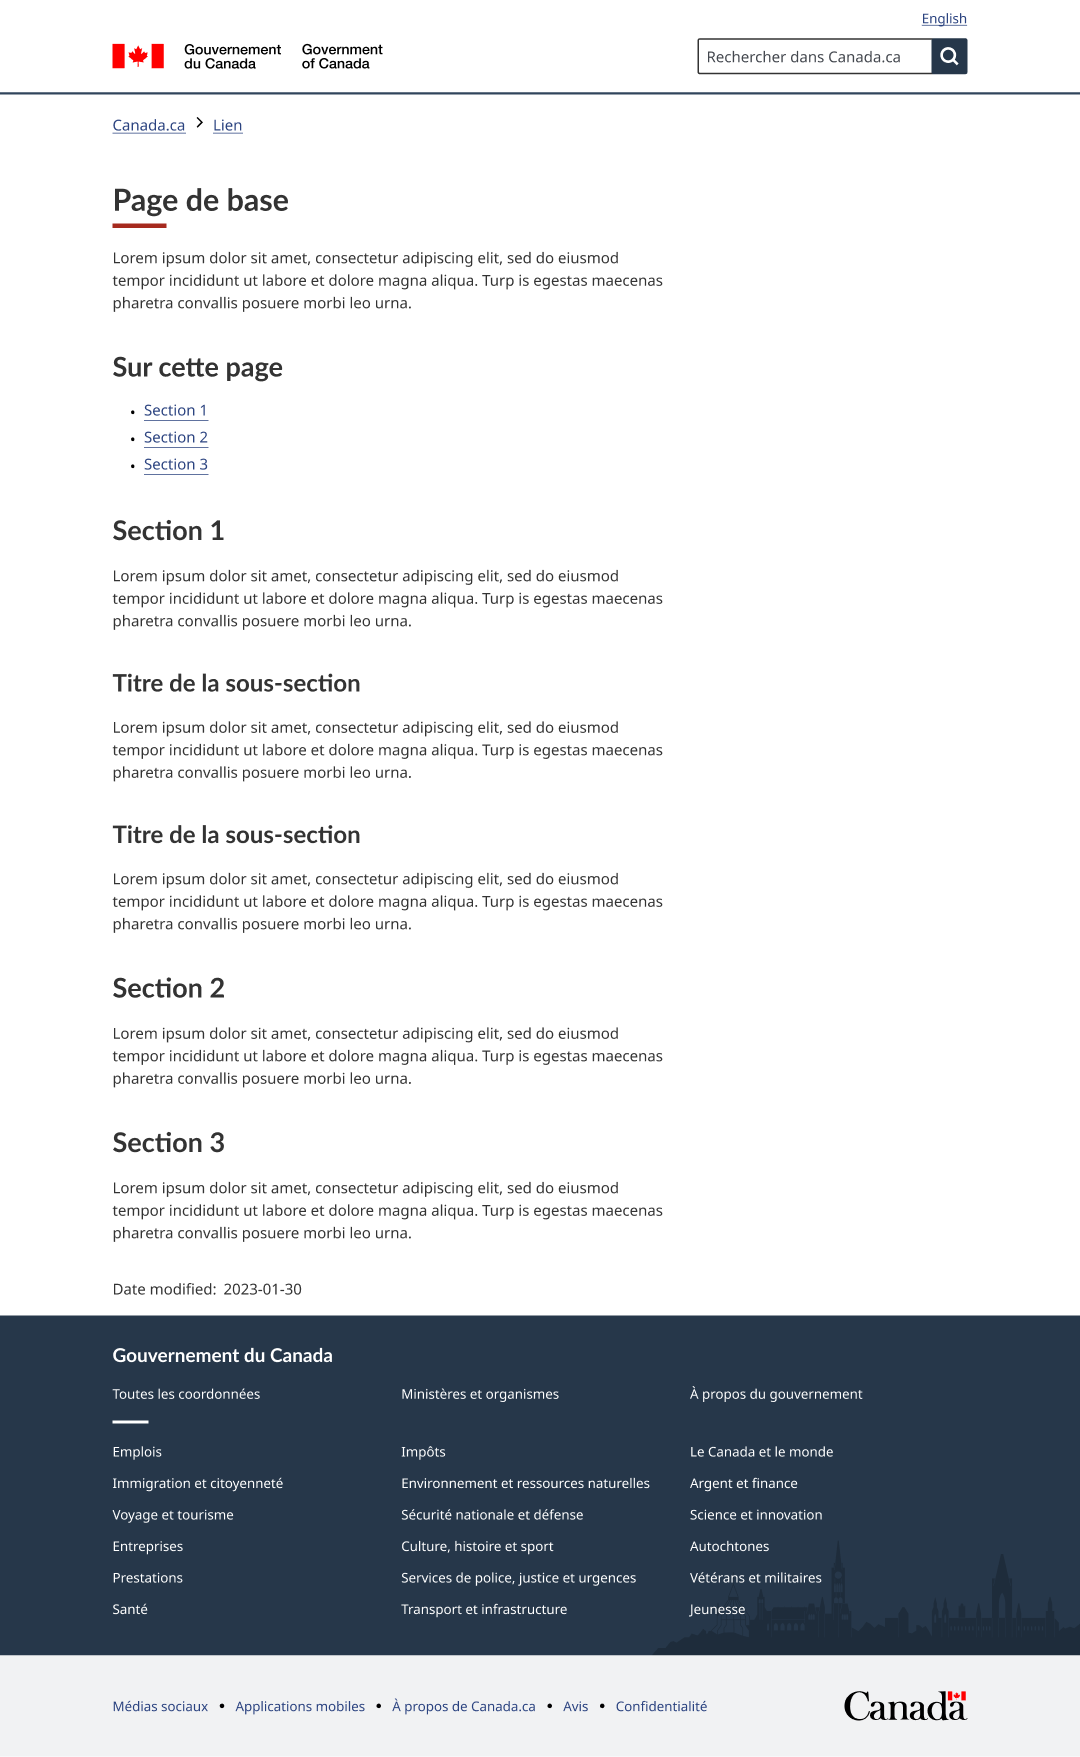 English
Gouvernement
du Canada
Government
of Canada
Rechercher dans Canada.ca
Canada.ca > Lien
Page de base
Lorem ipsum dolor sit amet, consectetur adipiscing elit, sed do eiusmod
tempor incididunt ut labore et dolore magna aliqua. Turp is egestas maecenas
pharetra convallis posuere morbi leo urna.
Sur cette page
• Section 1
• Section 2
• Section 3
Section 1
Lorem ipsum dolor sit amet, consectetur adipiscing elit, sed do eiusmod
tempor incididunt ut labore et dolore magna aliqua. Turp is egestas maecenas
pharetra convallis posuere morbi leo urna.
Titre de la sous-section
Lorem ipsum dolor sit amet, consectetur adipiscing elit, sed do eiusmod
tempor incididunt ut labore et dolore magna aliqua. Turp is egestas maecenas
pharetra convallis posuere morbi leo urna.
Titre de la sous-section
Lorem ipsum dolor sit amet, consectetur adipiscing elit, sed do eiusmod
tempor incididunt ut labore et dolore magna aliqua. Turp is egestas maecenas
pharetra convallis posuere morbi leo urna.
Section 2
Lorem ipsum dolor sit amet, consectetur adipiscing elit, sed do eiusmod
tempor incididunt ut labore et dolore magna aliqua. Turp is egestas maecenas
pharetra convallis posuere morbi leo urna.
Section 3
Lorem ipsum dolor sit amet, consectetur adipiscing elit, sed do eiusmod
tempor incididunt ut labore et dolore magna aliqua. Turp is egestas maecenas
pharetra convallis posuere morbi leo urna.
Date modified: 2023-01-30
Gouvernement du Canada
Toutes les coordonnées Ministères et organismes À propos du gouvernement
Emplois Impôts Le Canada et le monde
Immigration et citoyenneté Environnement et ressources naturelles Argent et finance
Voyage et tourisme Sécurité nationale et défense Science et innovation
Entreprises Culture, histoire et sport Autochtones
Prestations Services de police, justice et urgences Vétérans et militaires
Santé Transport et infrastructure Jeunesse
Médias sociaux • Applications mobiles • À propos de Canada.ca • Avis • Confidentialité
Canada